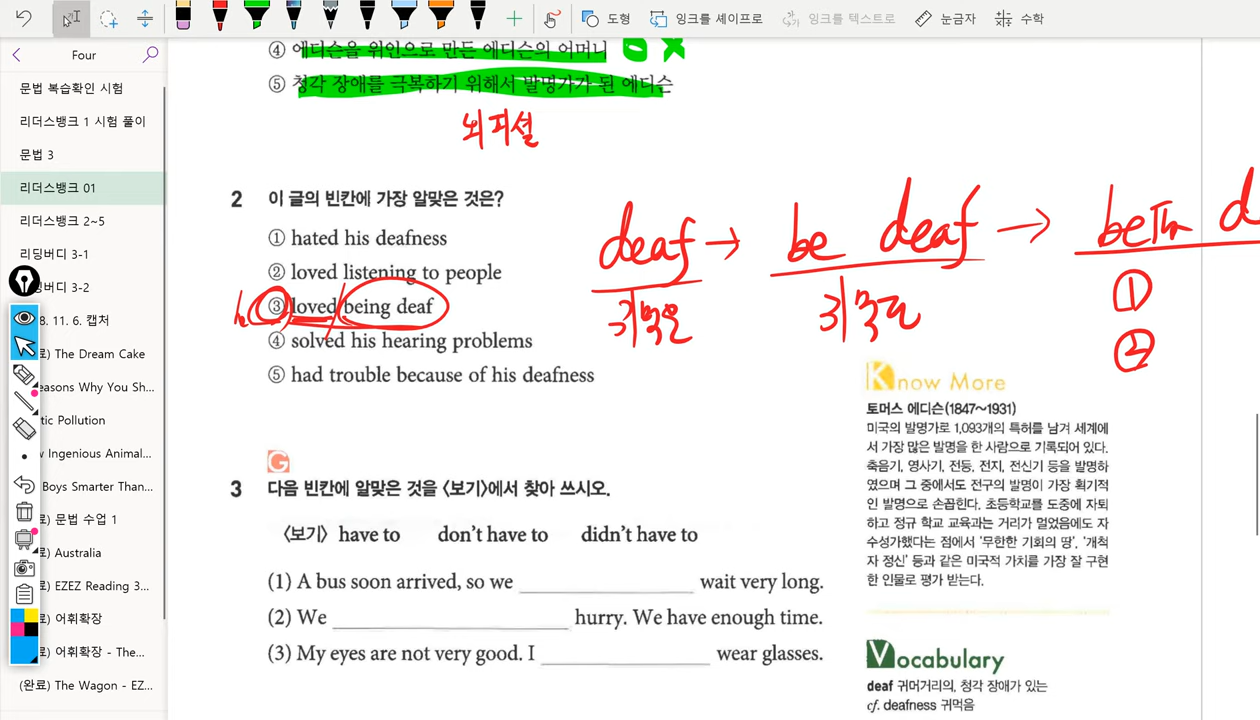 도형
잉크를 셰이프로
잉크를 텍스트로
눈금자
수학
Four
문법 복습확인 시험
리더스뱅크 1 시험 풀이
문법 3
리더스뱅크 01
리더스뱅크 2~5
리딩버디 3-1
3-2
8. 11. 6. 캡처
료) The Dream Cake
easons Why You Sh...
tic Pollution
w Ingenious Animal...
Boys Smarter Than...
료) 문법 수업 1
료) Australia
료) EZEZ Reading 3...
료) 어휘확장
료) 어휘확장 - The...
(완료) The Wagon - EZ...
④ 에디슨을 위인으로 만든 에디슨의 어머니
⑤ 청각 장애를 극복하기 위해서 발명가가 된 에디슨
뇌피셜
2 이 글의 빈칸에 가장 알맞은 것은?
① hated his deafness
② loved listening to people
③ loved being deaf
④ solved his hearing problems
⑤ had trouble because of his deafness
deaf → be deaf →
귀먹은
①
②
G
3 다음 빈칸에 알맞은 것을 <보기>에서 찾아 쓰시오.
<보기> have to don't have to didn't have to
(1) A bus soon arrived, so we ____ wait very long.
(2) We ____ hurry. We have enough time.
(3) My eyes are not very good. I ____ wear glasses.
Know More
토머스 에디슨(1847~1931)
미국의 발명가로 1,093개의 특허를 남겨 세계에
서 가장 많은 발명을 한 사람으로 기록되어 있다.
축음기, 영사기, 전등, 전지, 전신기 등을 발명하
였으며 그 중에서도 전구의 발명이 가장 획기적
인 발명으로 손꼽힌다. 초등학교를 도중에 자퇴
하고 정규 학교 교육과는 거리가 멀었음에도 자
수성가했다는 점에서 '무한한 기회의 땅', '개척
자 정신' 등과 같은 미국적 가치를 가장 잘 구현
한 인물로 평가 받는다.
Vocabulary
deaf 귀머거리의, 청각 장애가 있는
cf. deafness 귀먹음